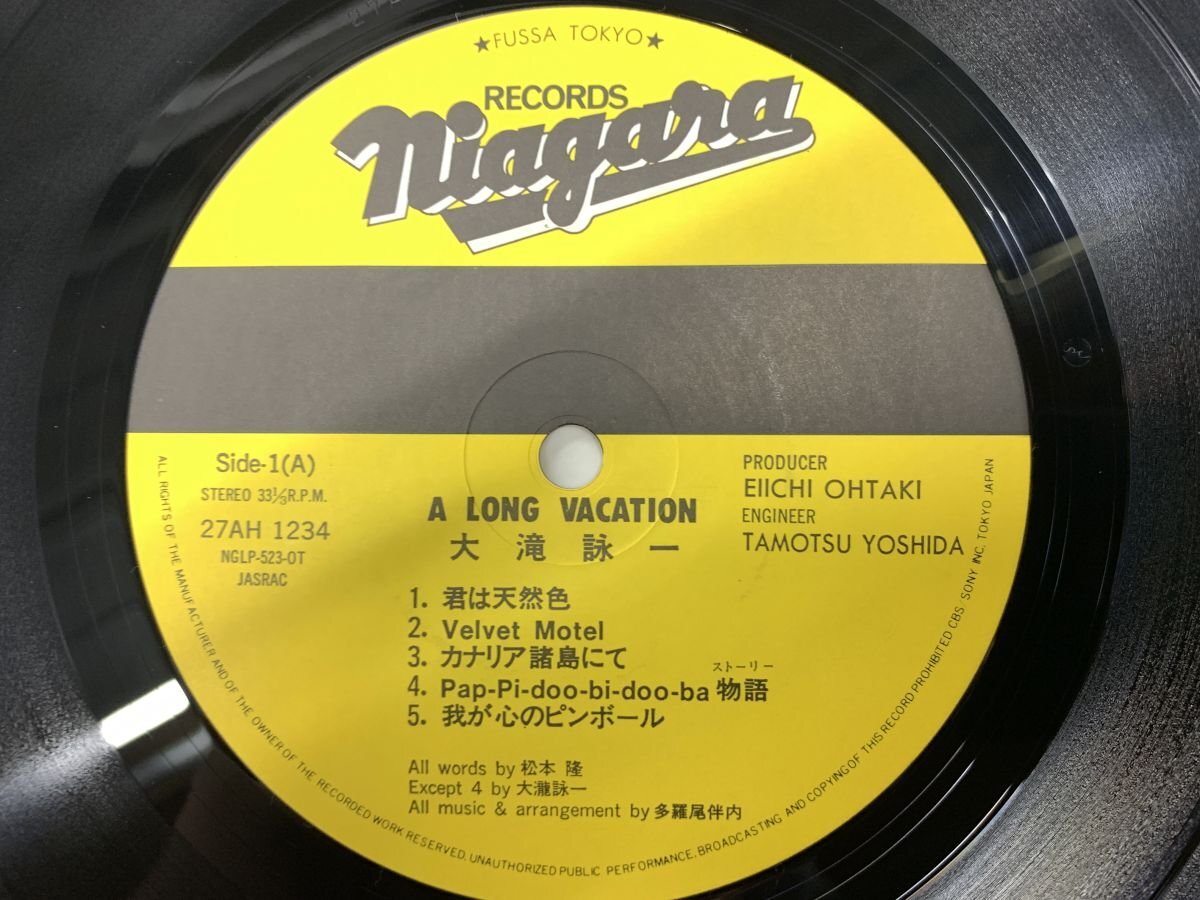 ★FUSSA TOKYO★
RECORDS
Niagara
Side-1(A)
STEREO 33⅓R.P.M.
27AH 1234
NGLP-523-OT
JASRAC
A LONG VACATION
大滝詠一
PRODUCER
EIICHI OHTAKI
ENGINEER
TAMOTSU YOSHIDA
1. 君は天然色
2. Velvet Motel
3. カナリア諸島にて
ストーリー
4. Pap-Pi-doo-bi-doo-ba 物語
5. 我が心のピンボール
All words by 松本 隆
Except 4 by 大瀧詠一
All music & arrangement by 多羅尾伴内
ALL RIGHTS OF THE MANUFACTURER AND OF THE OWNER OF THE RECORDED WORK RESERVED. UNAUTHORIZED PUBLIC PERFORMANCE, BROADCASTING AND COPYING OF THIS RECORD PROHIBITED CBS. SONY INC. TOKYO JAPAN